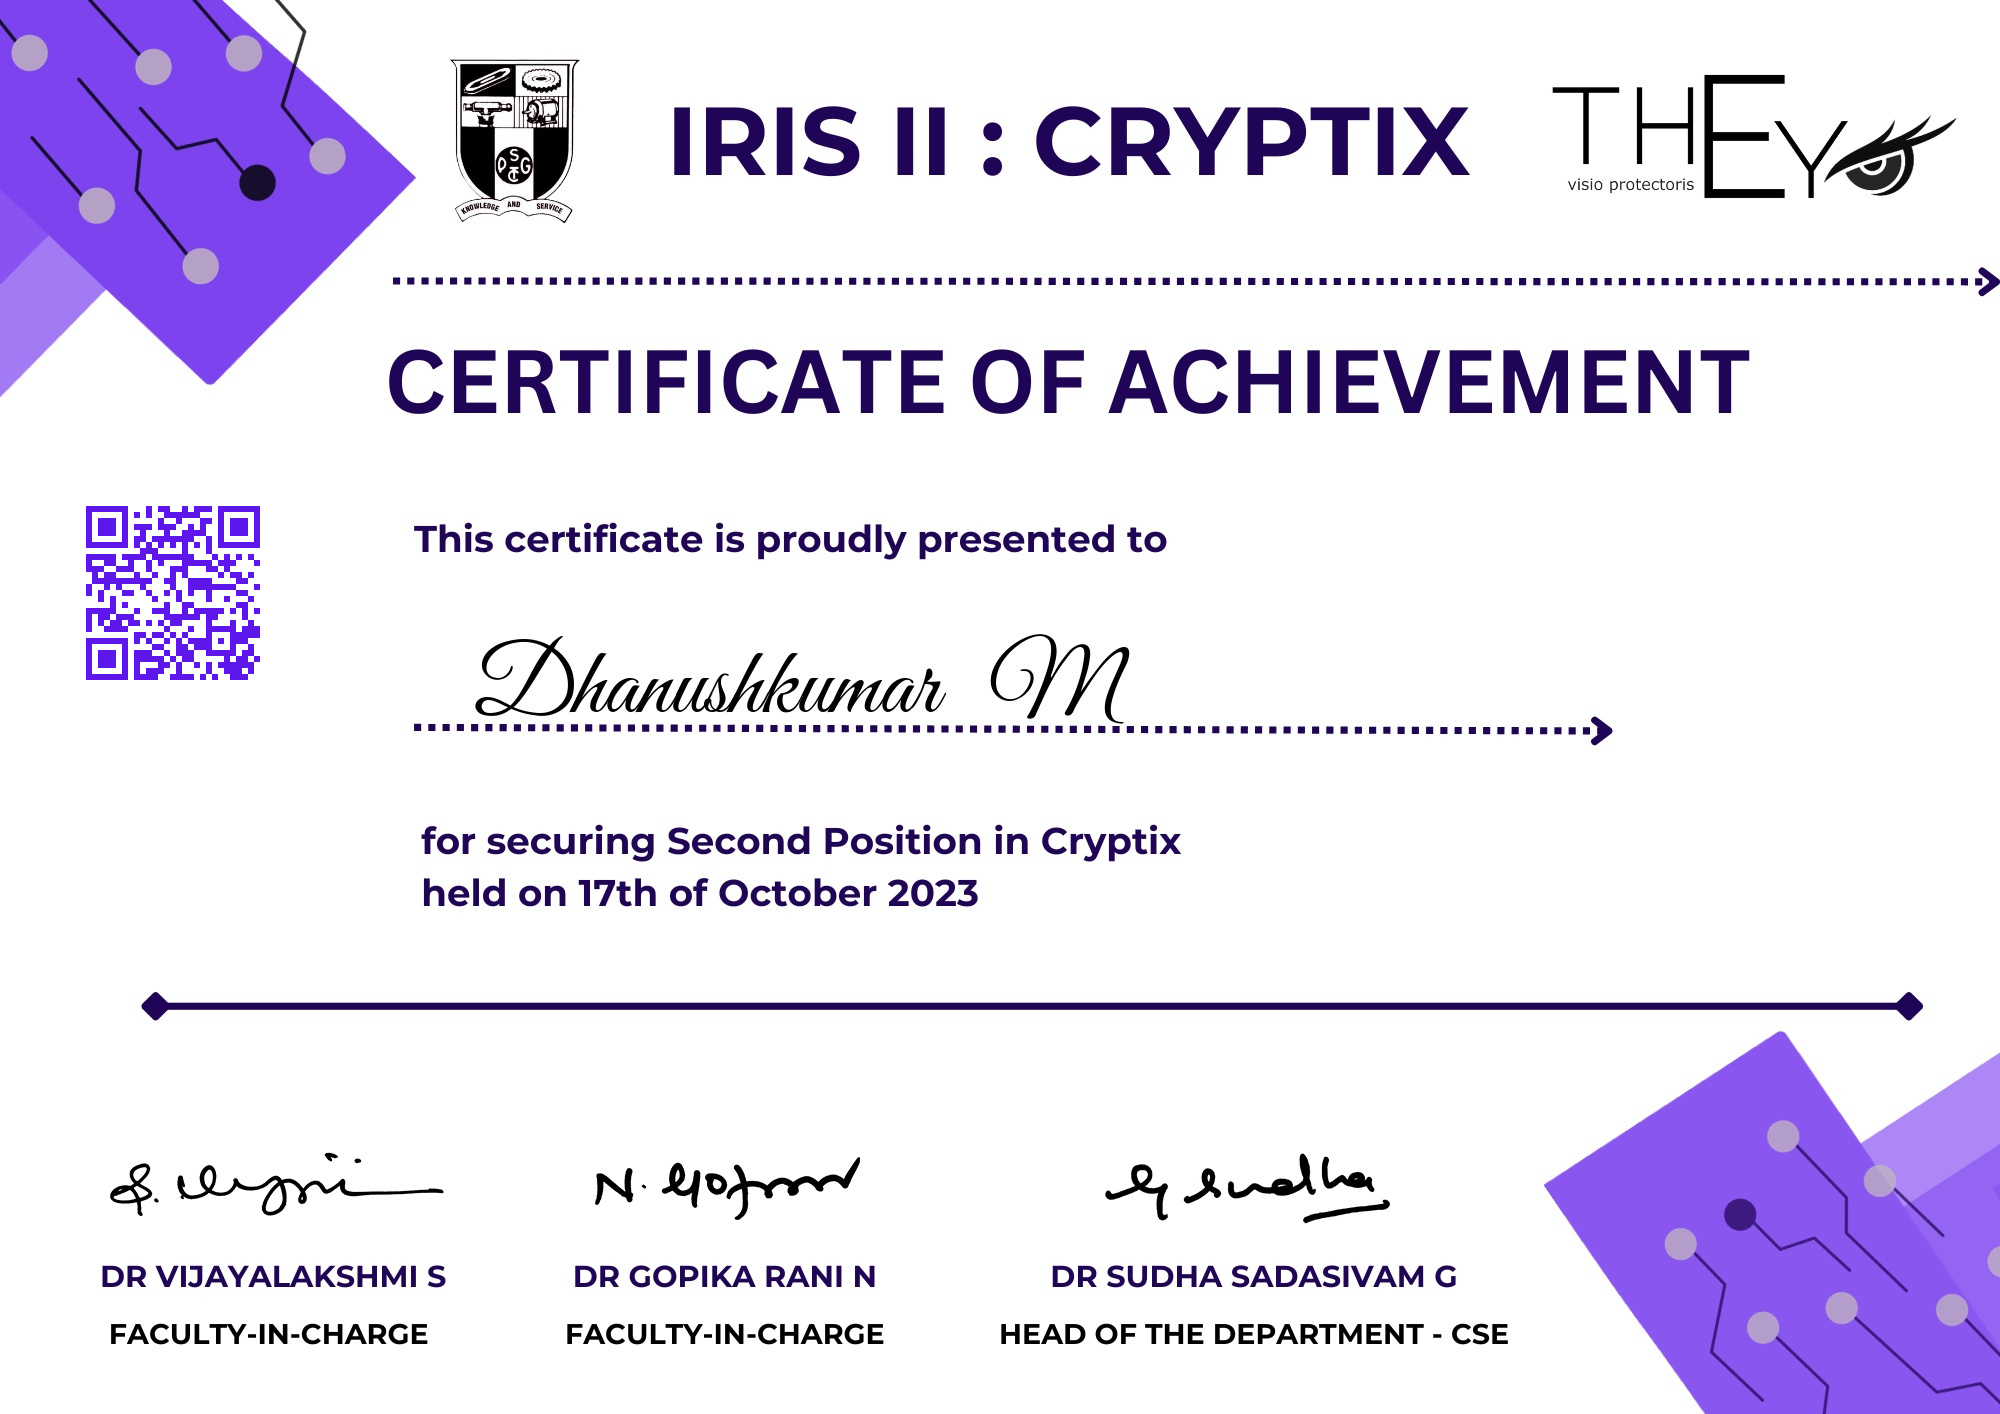 IRIS II : CRYPTIX
THEY
visio protectoris
PSG
CT
KNOWLEDGE AND SERVICE
CERTIFICATE OF ACHIEVEMENT
This certificate is proudly presented to
Dhanushkumar M
for securing Second Position in Cryptix
held on 17th of October 2023
S. Vijayalakshmi
N. Gopika
G Sudha
DR VIJAYALAKSHMI S
DR GOPIKA RANI N
DR SUDHA SADASIVAM G
FACULTY-IN-CHARGE
FACULTY-IN-CHARGE
HEAD OF THE DEPARTMENT - CSE